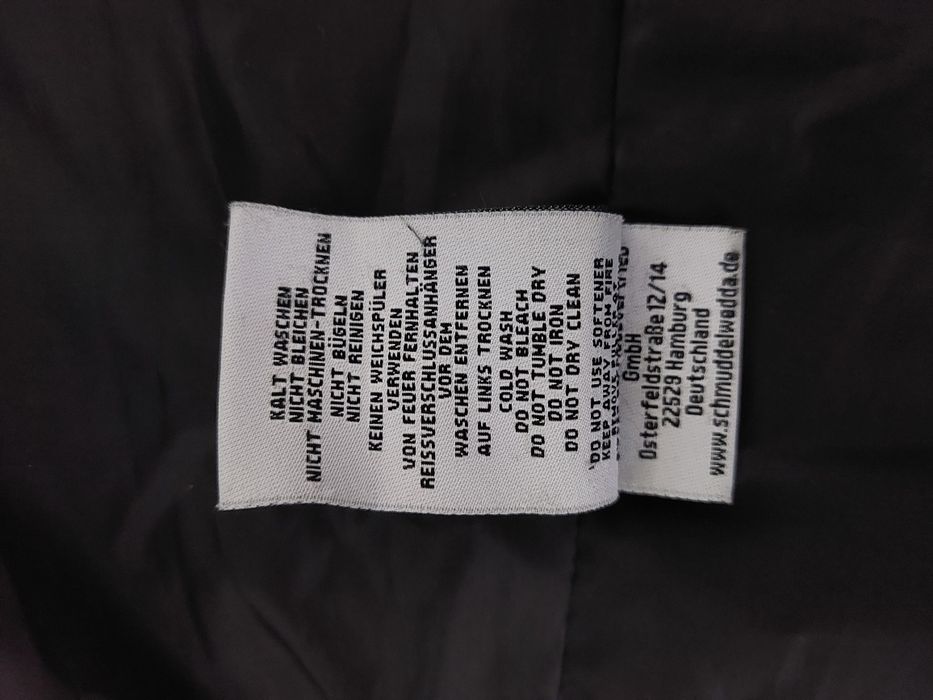 KALT WASCHEN
NICHT BLEICHEN
NICHT MASCHINEN-TROCKNEN
NICHT BÜGELN
NICHT REINIGEN
KEINEN WEICHSPÜLER
VERWENDEN
VON FEUER FERNHALTEN
REISSVERSCHLUSSANHÄNGER
VOR DEM
WASCHEN ENTFERNEN
AUF LINKS TROCKNEN
COLD WASH
DO NOT BLEACH
DO NOT TUMBLE DRY
DO NOT IRON
DO NOT DRY CLEAN
DO NOT USE SOFTENER
KEEP AWAY FROM FIRE
GmbH
Osterfeldstraße 12/14
22529 Hamburg
Deutschland
www.schmuddelwedda.de